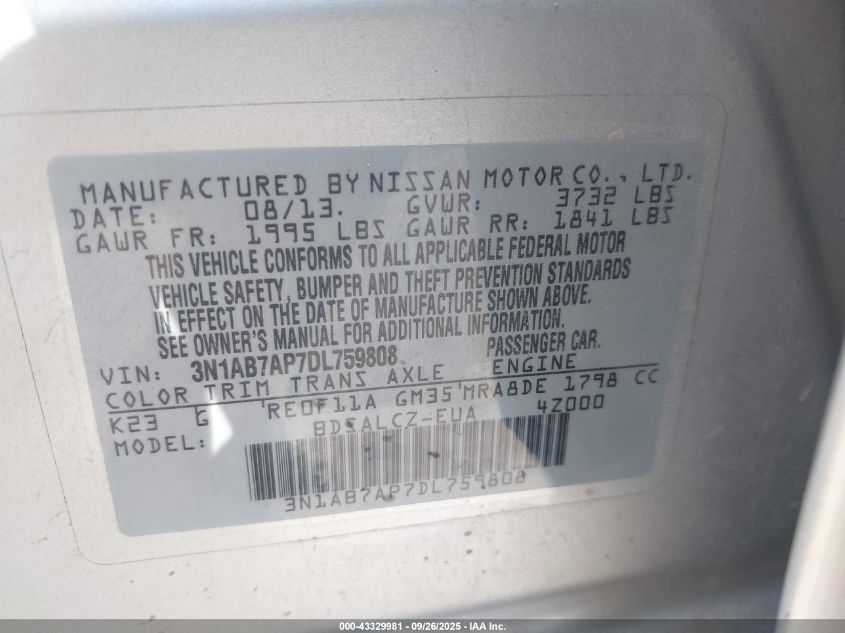 MANUFACTURED BY NISSAN MOTOR CO., LTD.
DATE: 08/13. GVWR: 3732 LBS
GAWR FR: 1995 LBS GAWR RR: 1841 LBS
THIS VEHICLE CONFORMS TO ALL APPLICABLE FEDERAL MOTOR
VEHICLE SAFETY, BUMPER AND THEFT PREVENTION STANDARDS
IN EFFECT ON THE DATE OF MANUFACTURE SHOWN ABOVE.
SEE OWNER'S MANUAL FOR ADDITIONAL INFORMATION.
VIN: 3N1AB7AP7DL759808 PASSENGER CAR.
COLOR TRIM TRANS AXLE ENGINE
K23 G RE0F11A GM35 MRA8DE 1798 CC
MODEL: BDSALCZ-EUA 4Z000
3N1AB7AP7DL759808
000-43329981 - 09/26/2025 - IAA Inc.